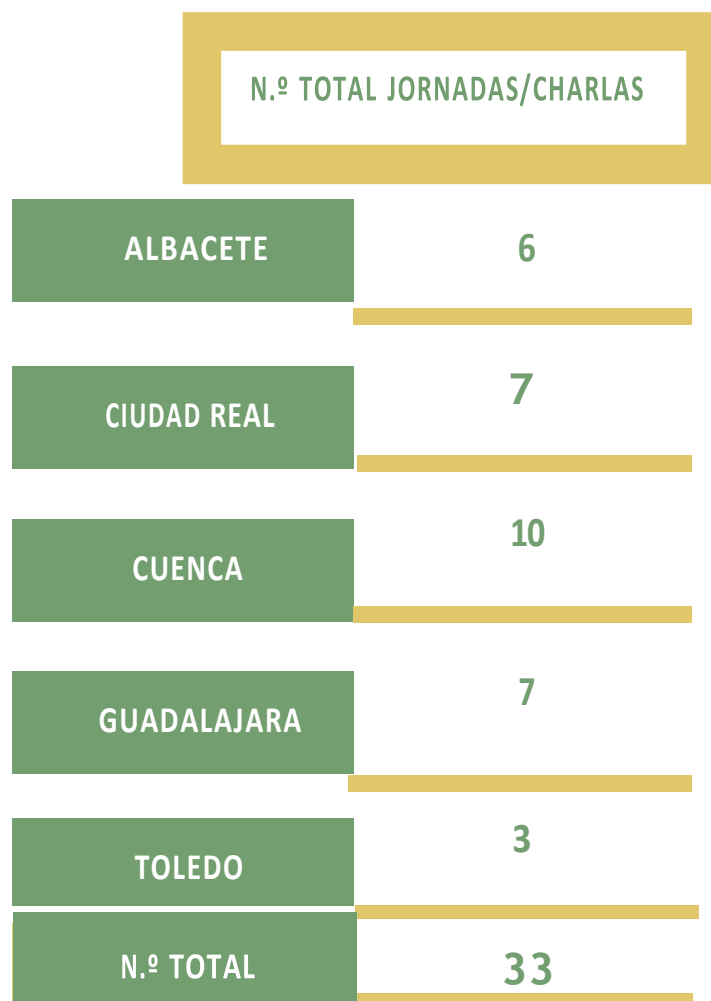 N.º TOTAL JORNADAS/CHARLAS
ALBACETE 6
CIUDAD REAL 7
CUENCA 10
GUADALAJARA 7
TOLEDO 3
N.º TOTAL 33